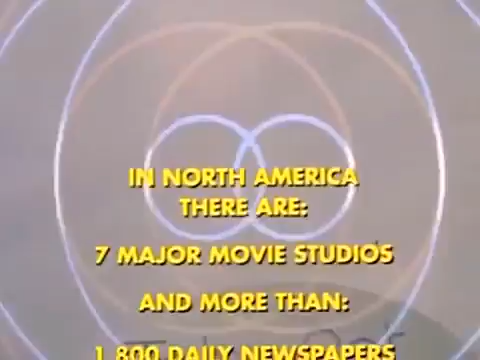 IN NORTH AMERICA
THERE ARE:
7 MAJOR MOVIE STUDIOS
AND MORE THAN:
1,800 DAILY NEWSPAPERS